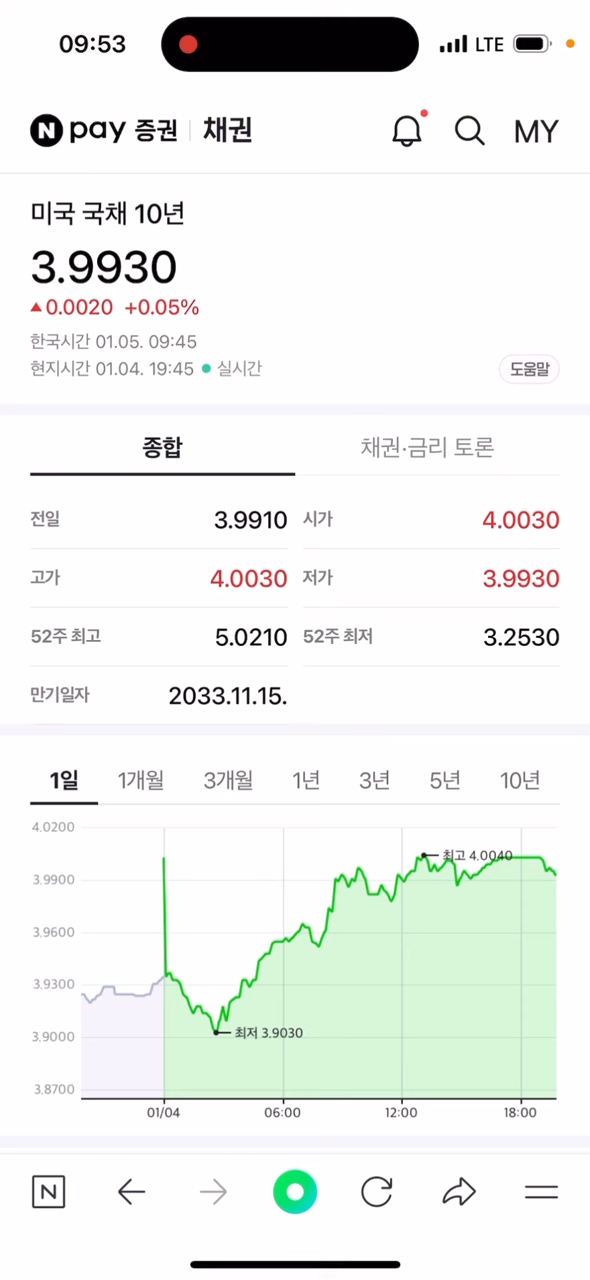 09:53 LTE
N pay 증권 채권 MY
미국 국채 10년
3.9930
▲0.0020 +0.05%
한국시간 01.05. 09:45
현지시간 01.04. 19:45 ● 실시간 도움말
종합 채권·금리 토론
전일 3.9910 시가 4.0030
고가 4.0030 저가 3.9930
52주 최고 5.0210 52주 최저 3.2530
만기일자 2033.11.15.
1일 1개월 3개월 1년 3년 5년 10년
4.0200
최고 4.0040
3.9900
3.9600
3.9300
최저 3.9030
3.9000
3.8700
01/04 06:00 12:00 18:00
N